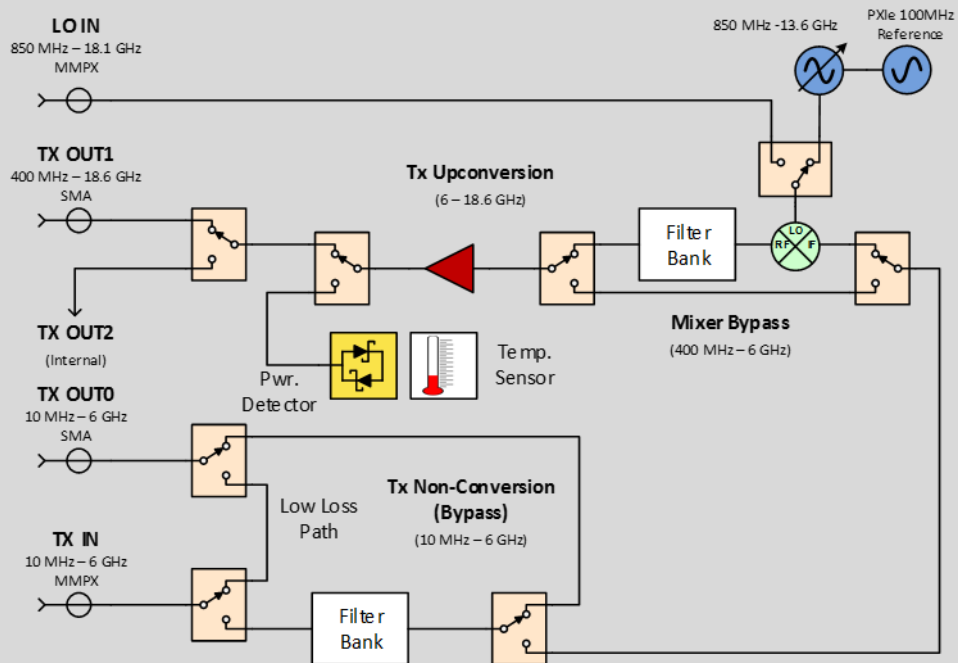 LO IN
850 MHz – 18.1 GHz
MMPX
850 MHz -13.6 GHz
PXIe 100MHz
Reference
TX OUT1
400 MHz – 18.6 GHz
SMA
Tx Upconversion
(6 – 18.6 GHz)
Filter
Bank
LO
RF
IF
TX OUT2
(Internal)
Mixer Bypass
(400 MHz – 6 GHz)
Pwr.
Detector
Temp.
Sensor
TX OUT0
10 MHz – 6 GHz
SMA
Low Loss
Path
Tx Non-Conversion
(Bypass)
(10 MHz – 6 GHz)
TX IN
10 MHz – 6 GHz
MMPX
Filter
Bank